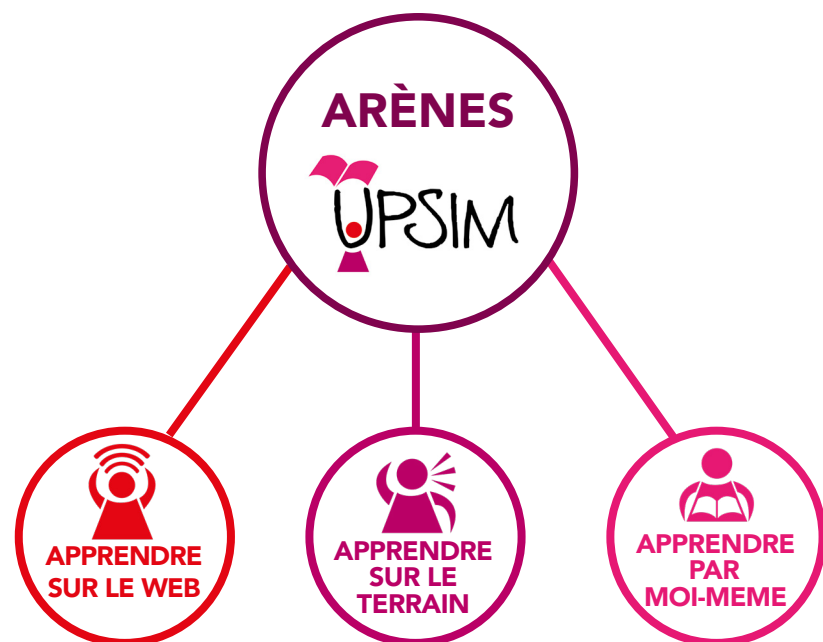 ARÈNES
UPSIM
APPRENDRE
SUR LE WEB
APPRENDRE
SUR LE
TERRAIN
APPRENDRE
PAR
MOI-MEME